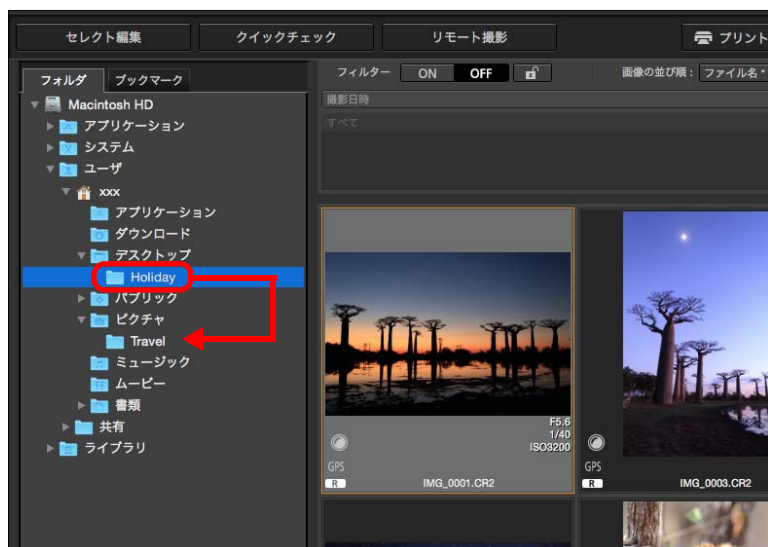 セレクト編集
クイックチェック
リモート撮影
プリント
フォルダ
ブックマーク
フィルター
ON
OFF
画像の並び順：
ファイル名
撮影日時
すべて
Macintosh HD
アプリケーション
システム
ユーザ
xxx
アプリケーション
ダウンロード
デスクトップ
Holiday
パブリック
ピクチャ
Travel
ミュージック
ムービー
書類
共有
ライブラリ
F5.6
1/40
ISO3200
GPS
R
IMG_0001.CR2
GPS
R
IMG_0003.CR2